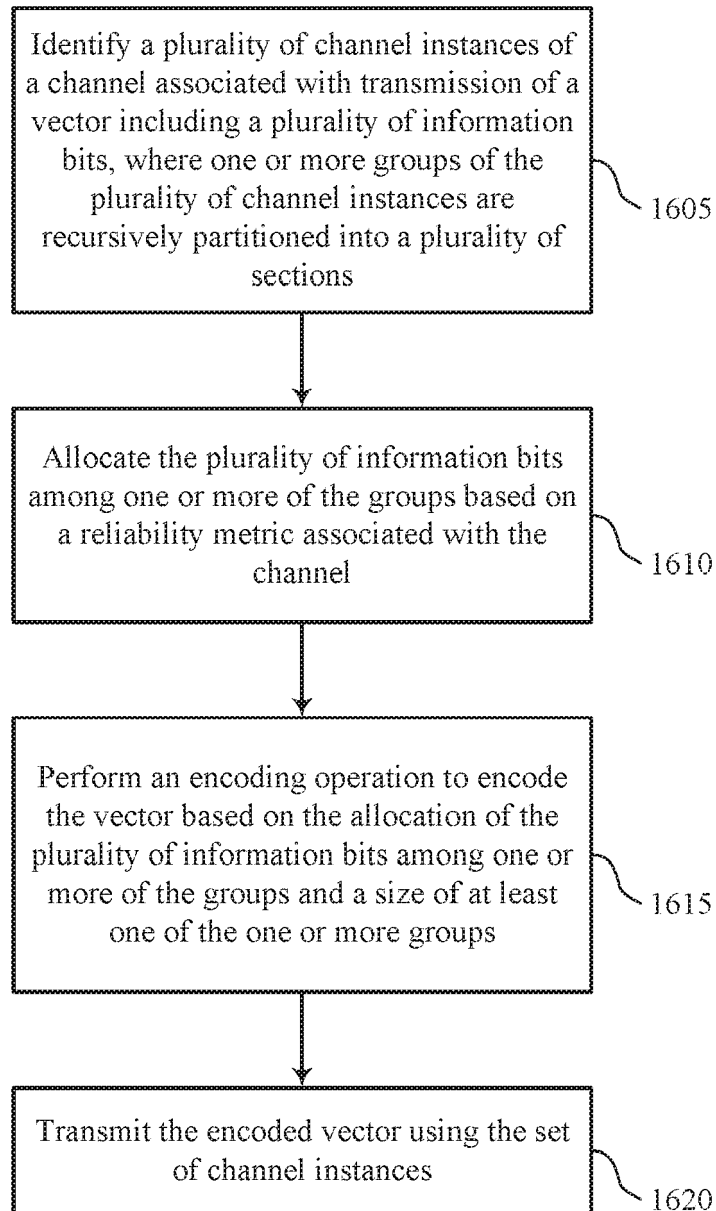 Identify a plurality of channel instances of
a channel associated with transmission of a
vector including a plurality of information
bits, where one or more groups of the
plurality of channel instances are
recursively partitioned into a plurality of
sections
1605
Allocate the plurality of information bits
among one or more of the groups based on
a reliability metric associated with the
channel
1610
Perform an encoding operation to encode
the vector based on the allocation of the
plurality of information bits among one or
more of the groups and a size of at least
one of the one or more groups
1615
Transmit the encoded vector using the set
of channel instances
1620